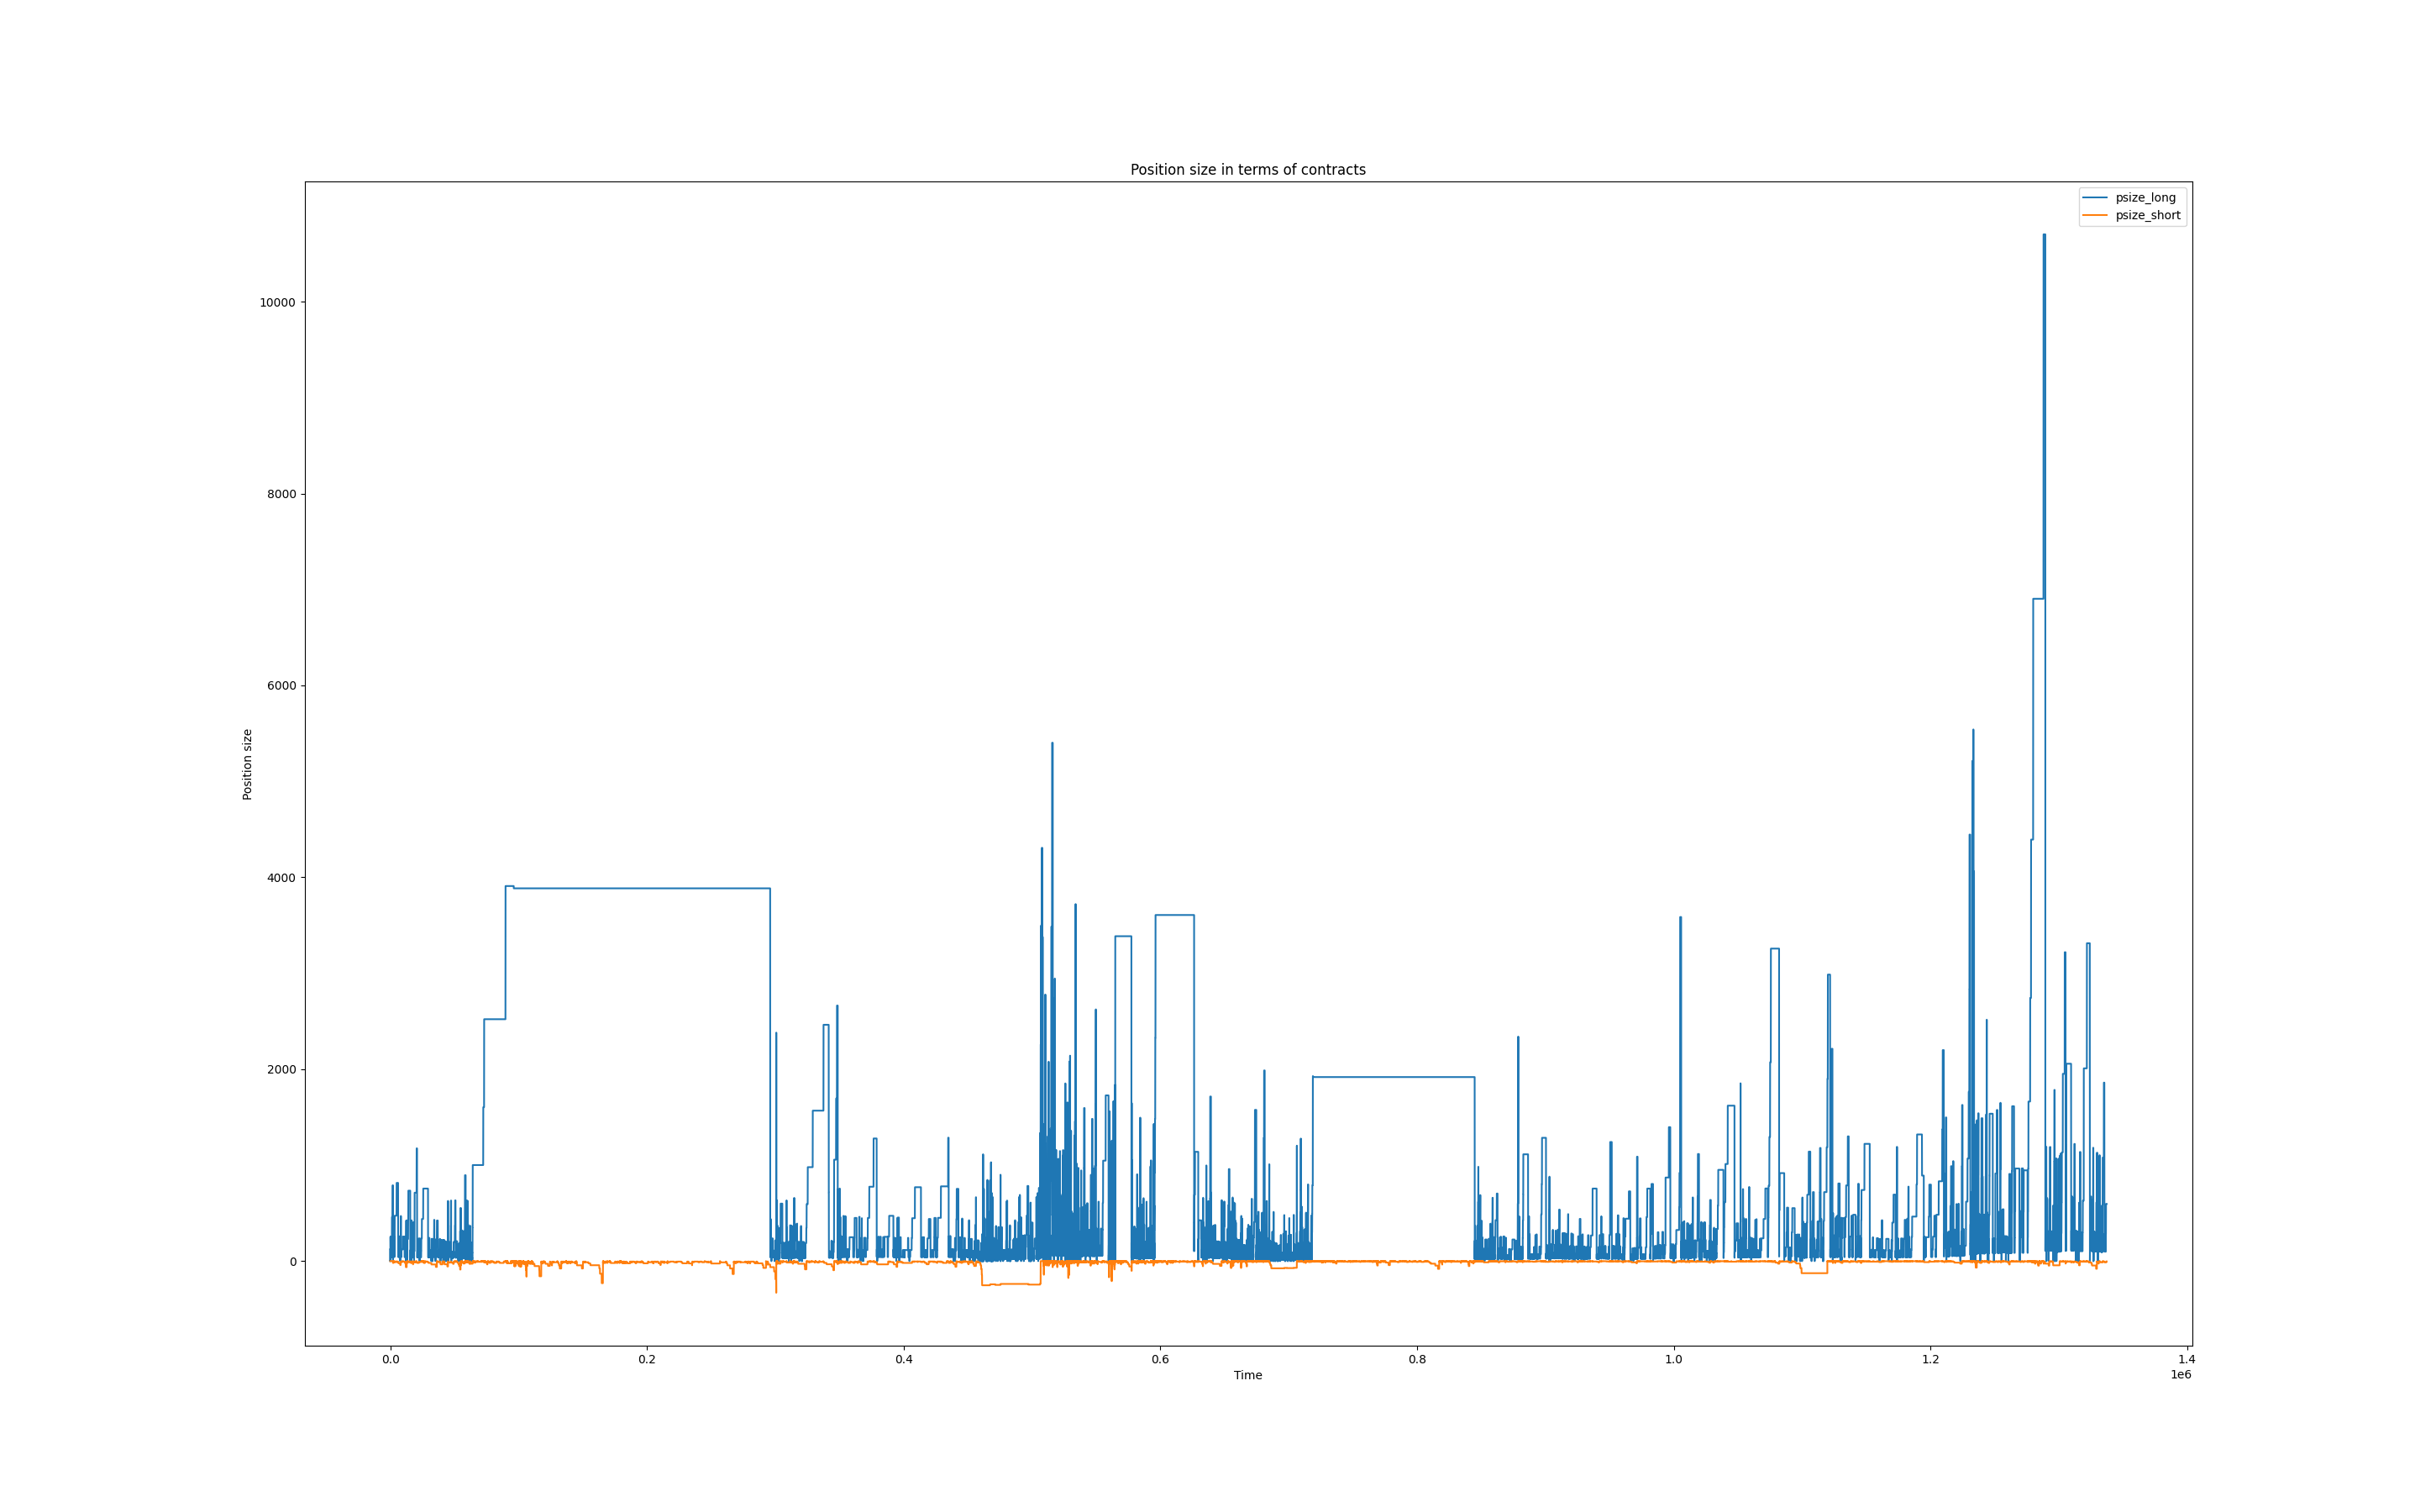 Position size in terms of contracts
psize_long
psize_short
10000
8000
6000
4000
2000
0
Position size
0.0 0.2 0.4 0.6 0.8 1.0 1.2 1.4
Time
1e6